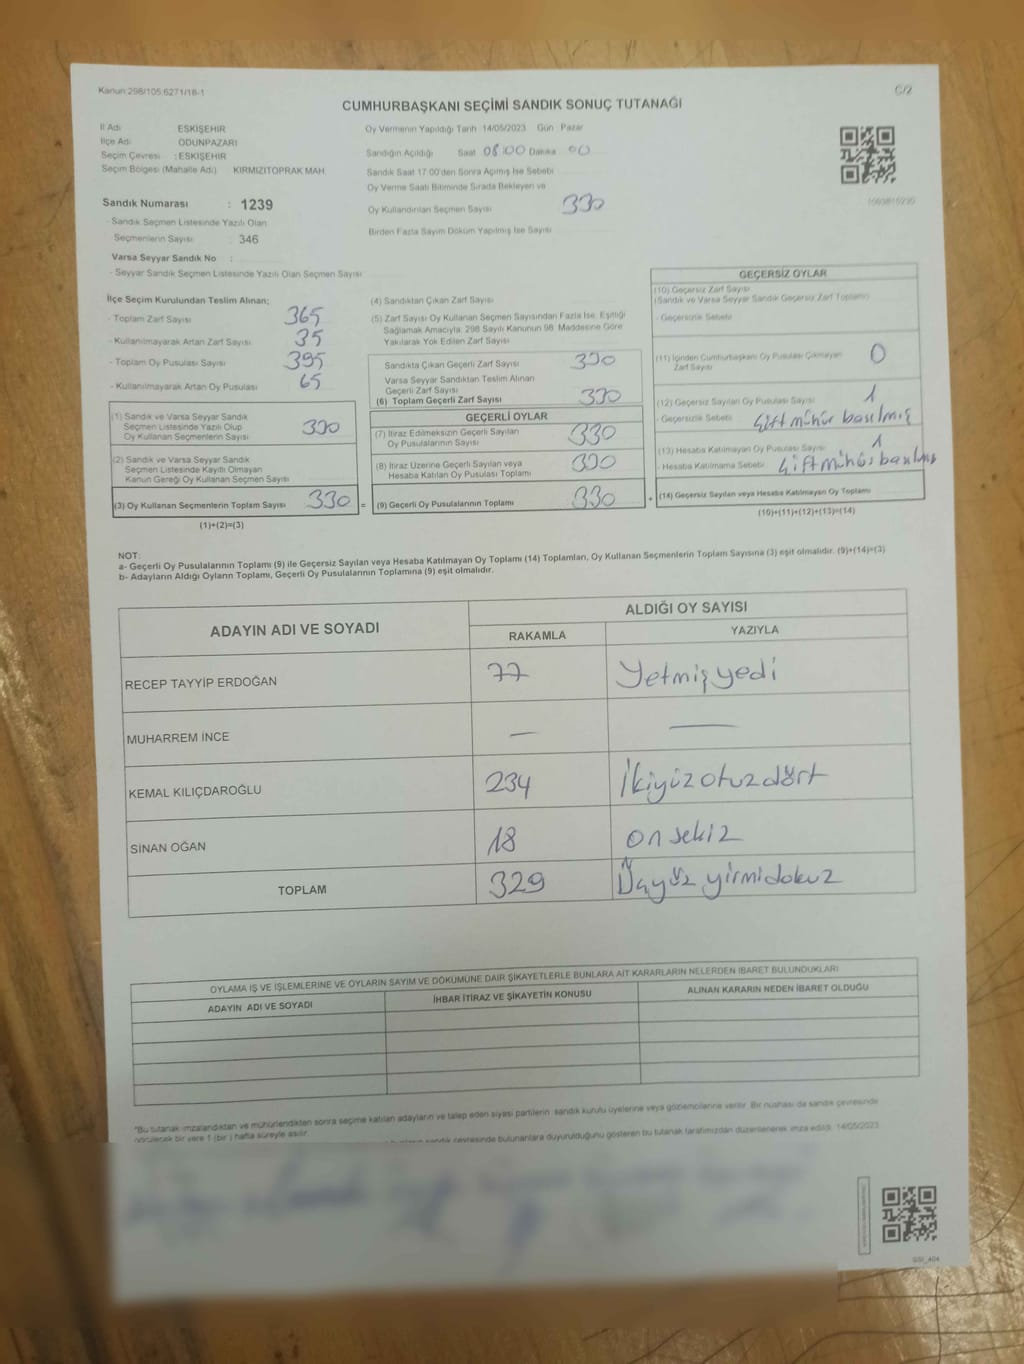 Kanun:298/105;6271/18-1
C/2
CUMHURBAŞKANI SEÇİMİ SANDIK SONUÇ TUTANAĞI
İl Adı ESKİŞEHİR
İlçe Adı ODUNPAZARI
Seçim Çevresi : ESKİŞEHİR
Seçim Bölgesi (Mahalle Adı) KIRMIZITOPRAK MAH.
Sandık Numarası : 1239
- Sandık Seçmen Listesinde Yazılı Olan
Seçmenlerin Sayısı : 346
Varsa Seyyar Sandık No :
- Seyyar Sandık Seçmen Listesinde Yazılı Olan Seçmen Sayısı
Oy Vermenin Yapıldığı Tarih 14/05/2023 Gün Pazar
Sandığın Açıldığı Saat 08:00 Dakika 00
Sandık Saat 17:00'den Sonra Açılmış İse Sebebi
Oy Verme Saati Bitiminde Sırada Bekleyen ve
Oy Kullandırılan Seçmen Sayısı 330
Birden Fazla Sayım Döküm Yapılmış İse Sayısı
İlçe Seçim Kurulundan Teslim Alınan;
- Toplam Zarf Sayısı 365
- Kullanılmayarak Artan Zarf Sayısı 35
- Toplam Oy Pusulası Sayısı 395
- Kullanılmayarak Artan Oy Pusulası 65
(1) Sandık ve Varsa Seyyar Sandık
Seçmen Listesinde Yazılı Olup
Oy Kullanan Seçmenlerin Sayısı 330
(2) Sandık ve Varsa Seyyar Sandık
Seçmen Listesinde Kayıtlı Olmayan
Kanun Gereği Oy Kullanan Seçmen Sayısı
(3) Oy Kullanan Seçmenlerin Toplam Sayısı 330 =
(1)+(2)=(3)
(4) Sandıktan Çıkan Zarf Sayısı
(5) Zarf Sayısı Oy Kullanan Seçmen Sayısından Fazla İse, Eşitliği
Sağlamak Amacıyla, 298 Sayılı Kanunun 98. Maddesine Göre
Yakılarak Yok Edilen Zarf Sayısı
Sandıkta Çıkan Geçerli Zarf Sayısı 330
Varsa Seyyar Sandıktan Teslim Alınan
Geçerli Zarf Sayısı
(6) Toplam Geçerli Zarf Sayısı 330
GEÇERLİ OYLAR
(7) İtiraz Edilmeksizin Geçerli Sayılan
Oy Pusulalarının Sayısı 330
(8) İtiraz Üzerine Geçerli Sayılan veya
Hesaba Katılan Oy Pusulası Toplamı 330
(9) Geçerli Oy Pusulalarının Toplamı 330 +
GEÇERSİZ OYLAR
(10) Geçersiz Zarf Sayısı
(Sandık ve Varsa Seyyar Sandık Geçersiz Zarf Toplamı)
- Geçersizlik Sebebi
(11) İçinden Cumhurbaşkanı Oy Pusulası Çıkmayan
Zarf Sayısı 0
(12) Geçersiz Sayılan Oy Pusulası Sayısı 1
- Geçersizlik Sebebi Çift mühür basılmış
(13) Hesaba Katılmayan Oy Pusulası Sayısı 1
- Hesaba Katılmama Sebebi Çift mühür basılmış
(14) Geçersiz Sayılan veya Hesaba Katılmayan Oy Toplamı
(10)+(11)+(12)+(13)=(14)
NOT:
a- Geçerli Oy Pusulalarının Toplamı (9) ile Geçersiz Sayılan veya Hesaba Katılmayan Oy Toplamı (14) Toplamları, Oy Kullanan Seçmenlerin Toplam Sayısına (3) eşit olmalıdır. (9)+(14)=(3)
b- Adayların Aldığı Oyların Toplamı, Geçerli Oy Pusulalarının Toplamına (9) eşit olmalıdır.
ADAYIN ADI VE SOYADI
ALDIĞI OY SAYISI
RAKAMLA YAZIYLA
RECEP TAYYİP ERDOĞAN 77 Yetmişyedi
MUHARREM İNCE — —
KEMAL KILIÇDAROĞLU 234 İkiyüzotuzdört
SİNAN OĞAN 18 on sekiz
TOPLAM 329 Üçyüz yirmidokuz
OYLAMA İŞ VE İŞLEMLERİNE VE OYLARIN SAYIM VE DÖKÜMÜNE DAİR ŞİKAYETLERLE BUNLARA AİT KARARLARIN NELERDEN İBARET BULUNDUKLARI
ADAYIN ADI VE SOYADI İHBAR İTİRAZ VE ŞİKAYETİN KONUSU ALINAN KARARIN NEDEN İBARET OLDUĞU
*Bu tutanak imzalandıktan ve mühürlendikten sonra seçime katılan adayların ve talep eden siyasi partilerin sandık kurulu üyelerine veya gözlemcilerine verilir. Bir nüshası da sandık çevresinde
görülecek bir yere 1 (bir ) hafta süreyle asılır.
sandık çevresinde bulunanlara duyurulduğunu gösteren bu tutanak tarafımızdan düzenlenerek imza edildi. 14/05/2023